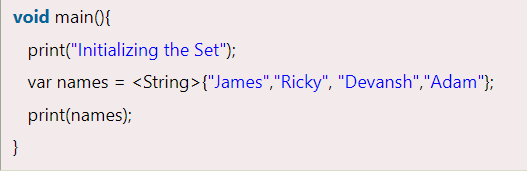 void main(){
print("Initializing the Set");
var names = <String>{"James","Ricky", "Devansh","Adam"};
print(names);
}